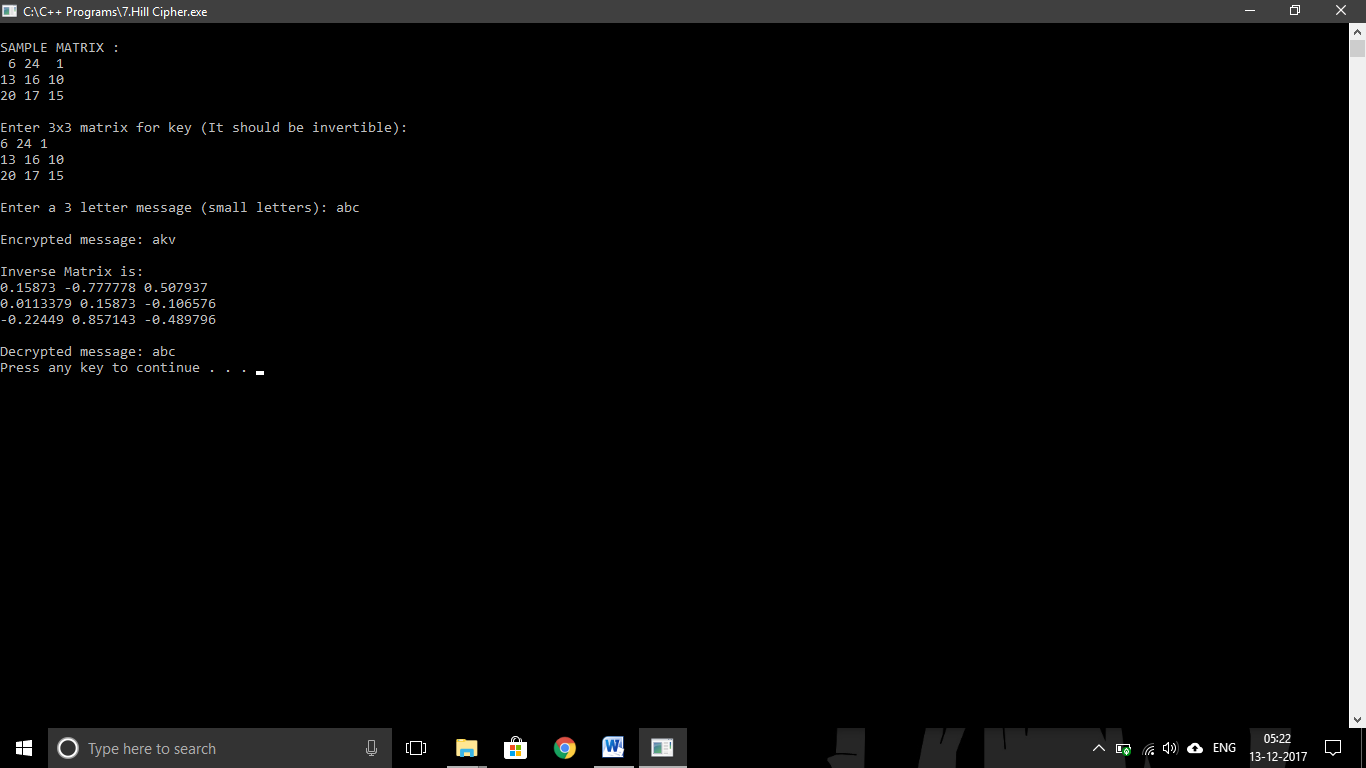 C:\C++ Programs\7.Hill Cipher.exe
SAMPLE MATRIX :
 6 24  1
13 16 10
20 17 15
Enter 3x3 matrix for key (It should be invertible):
6 24 1
13 16 10
20 17 15
Enter a 3 letter message (small letters): abc
Encrypted message: akv
Inverse Matrix is:
0.15873 -0.777778 0.507937
0.0113379 0.15873 -0.106576
-0.22449 0.857143 -0.489796
Decrypted message: abc
Press any key to continue . . .
Type here to search
ENG
05:22
13-12-2017